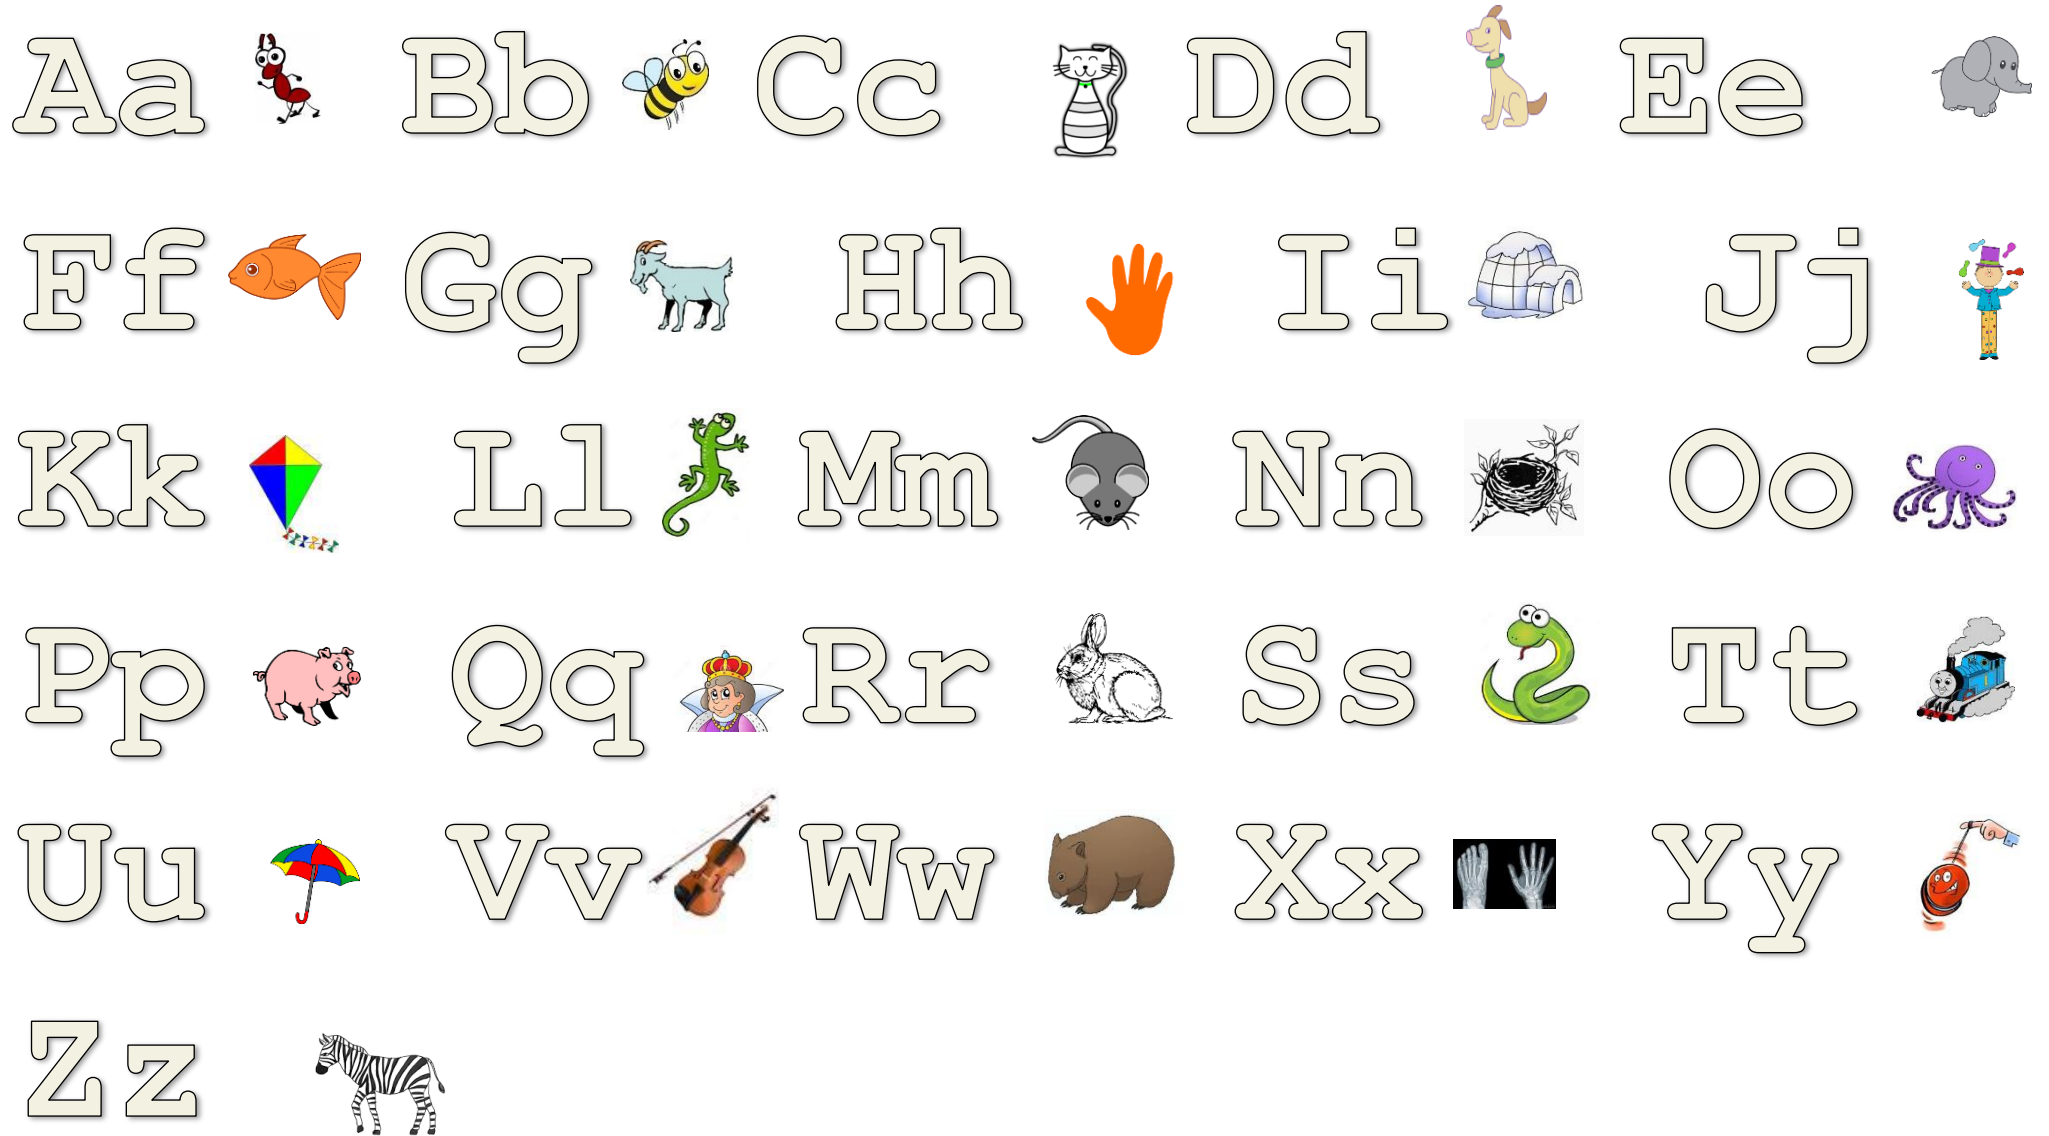 Aa Bb Cc Dd Ee
Ff Gg Hh Ii Jj
Kk Ll Mm Nn Oo
Pp Qq Rr Ss Tt
Uu Vv Ww Xx Yy
Zz